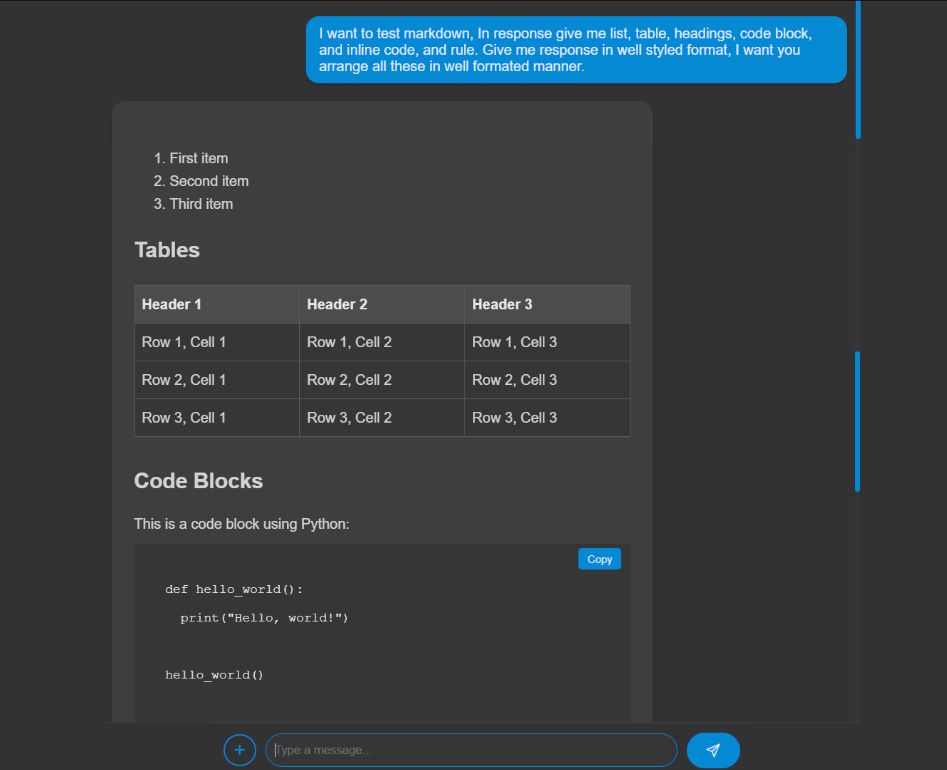 I want to test markdown, In response give me list, table, headings, code block,
and inline code, and rule. Give me response in well styled format, I want you
arrange all these in well formated manner.
1. First item
2. Second item
3. Third item
Tables
Header 1 Header 2 Header 3
Row 1, Cell 1 Row 1, Cell 2 Row 1, Cell 3
Row 2, Cell 1 Row 2, Cell 2 Row 2, Cell 3
Row 3, Cell 1 Row 3, Cell 2 Row 3, Cell 3
Code Blocks
This is a code block using Python:
Copy
def hello_world():
  print("Hello, world!")
hello_world()
Type a message...